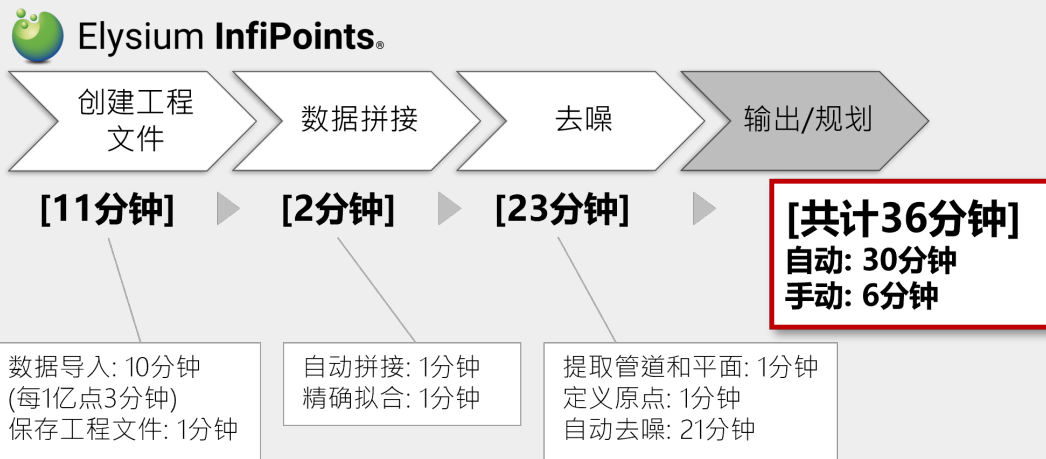 Elysium InfiPoints®
创建工程
文件
数据拼接
去噪
输出/规划
[11分钟]
[2分钟]
[23分钟]
[共计36分钟]
自动: 30分钟
手动: 6分钟
数据导入: 10分钟
(每1亿点3分钟)
保存工程文件: 1分钟
自动拼接: 1分钟
精确拟合: 1分钟
提取管道和平面: 1分钟
定义原点: 1分钟
自动去噪: 21分钟